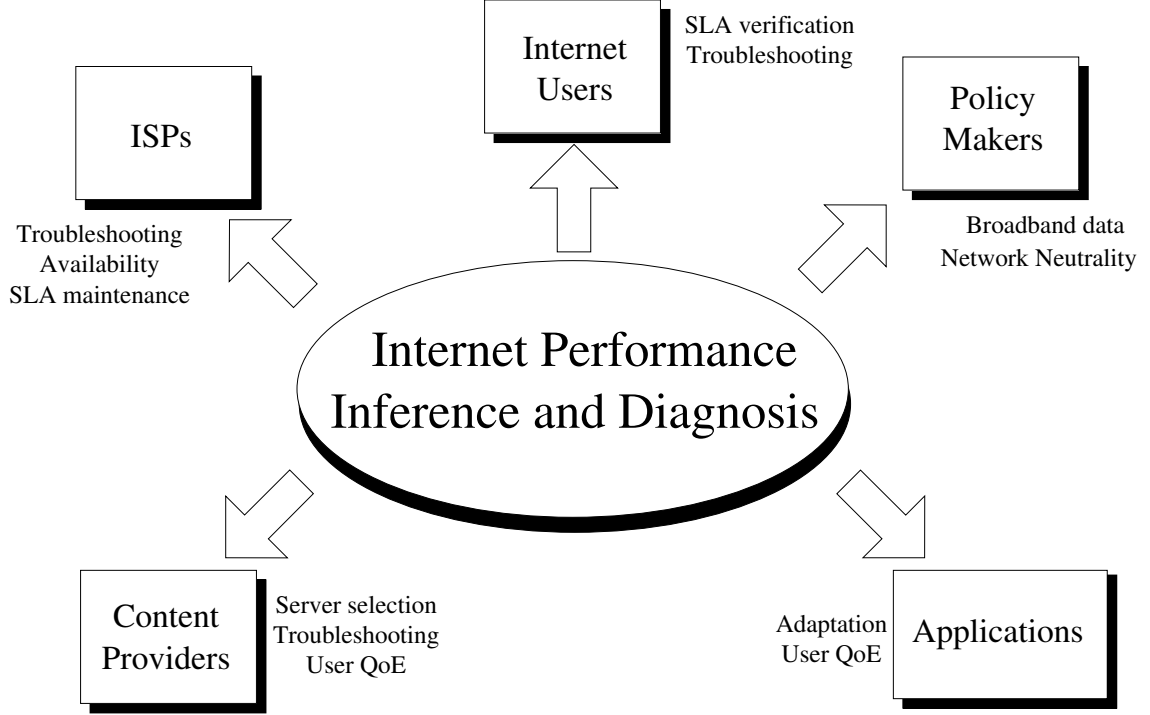 Internet
Users
SLA verification
Troubleshooting
ISPs
Troubleshooting
Availability
SLA maintenance
Policy
Makers
Broadband data
Network Neutrality
Internet Performance
Inference and Diagnosis
Content
Providers
Server selection
Troubleshooting
User QoE
Adaptation
User QoE
Applications